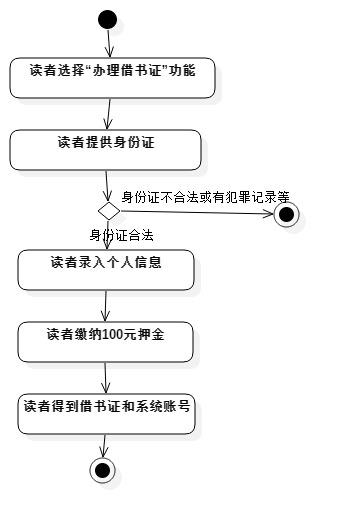 读者选择“办理借书证”功能
读者提供身份证
身份证不合法或有犯罪记录等
身份证合法
读者录入个人信息
读者缴纳100元押金
读者得到借书证和系统账号